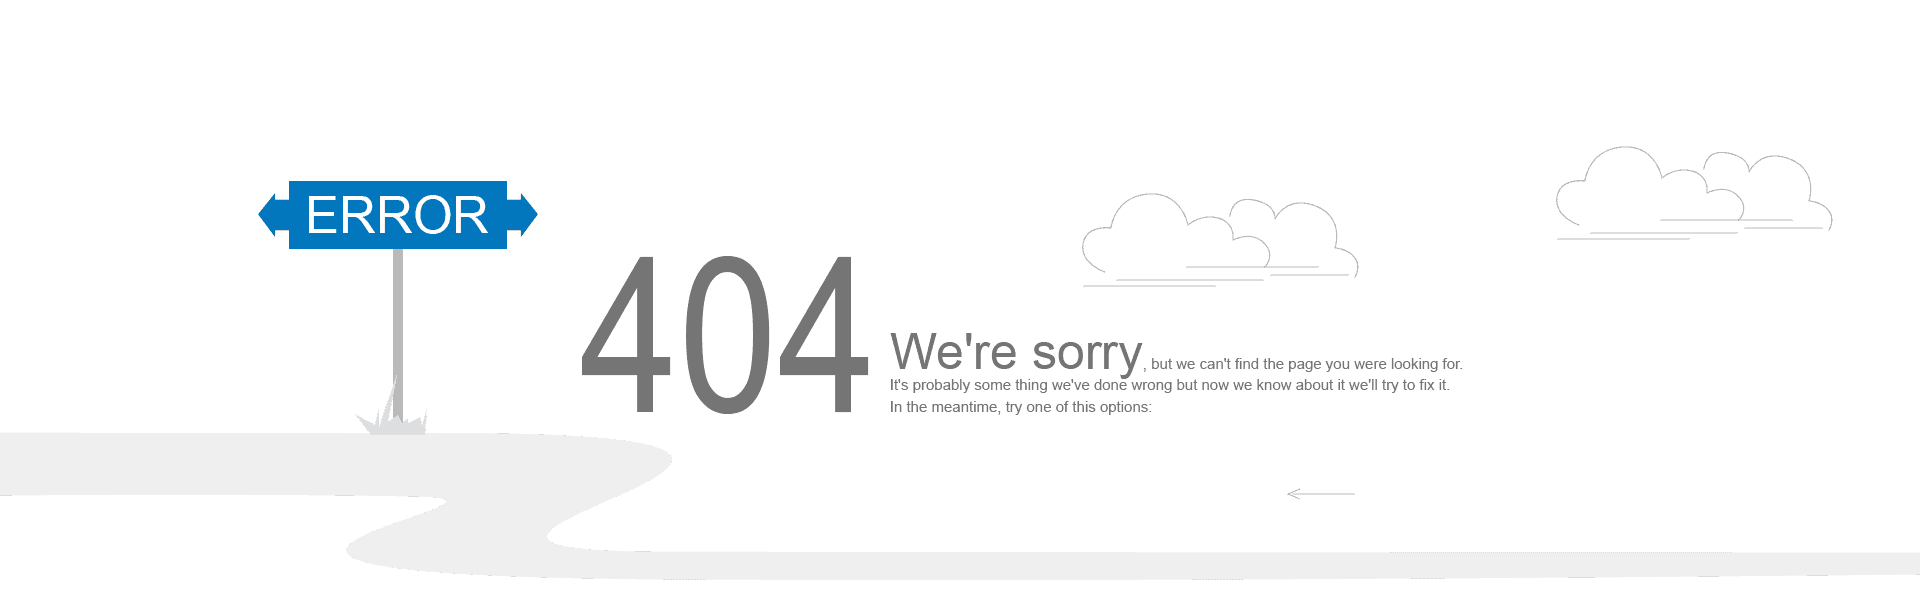 ERROR
404
We're sorry, but we can't find the page you were looking for.
It's probably some thing we've done wrong but now we know about it we'll try to fix it.
In the meantime, try one of this options: